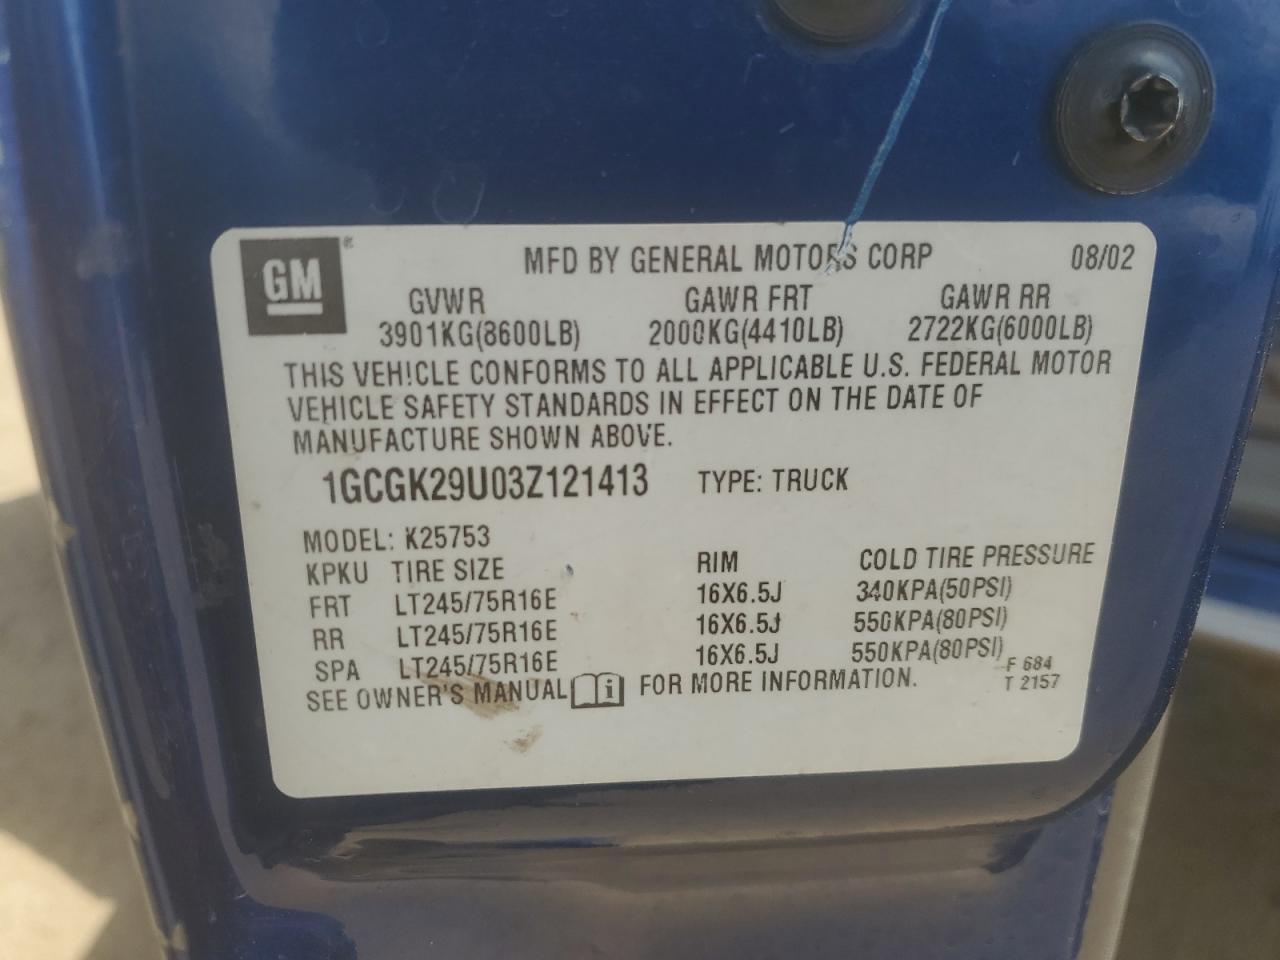 GM ® MFD BY GENERAL MOTORS CORP 08/02
GVWR GAWR FRT GAWR RR
3901KG(8600LB) 2000KG(4410LB) 2722KG(6000LB)
THIS VEHICLE CONFORMS TO ALL APPLICABLE U.S. FEDERAL MOTOR
VEHICLE SAFETY STANDARDS IN EFFECT ON THE DATE OF
MANUFACTURE SHOWN ABOVE.
1GCGK29U03Z121413 TYPE: TRUCK
MODEL: K25753
KPKU TIRE SIZE RIM COLD TIRE PRESSURE
FRT LT245/75R16E 16X6.5J 340KPA(50PSI)
RR LT245/75R16E 16X6.5J 550KPA(80PSI)
SPA LT245/75R16E 16X6.5J 550KPA(80PSI)
SEE OWNER'S MANUAL i FOR MORE INFORMATION.
F 684
T 2157